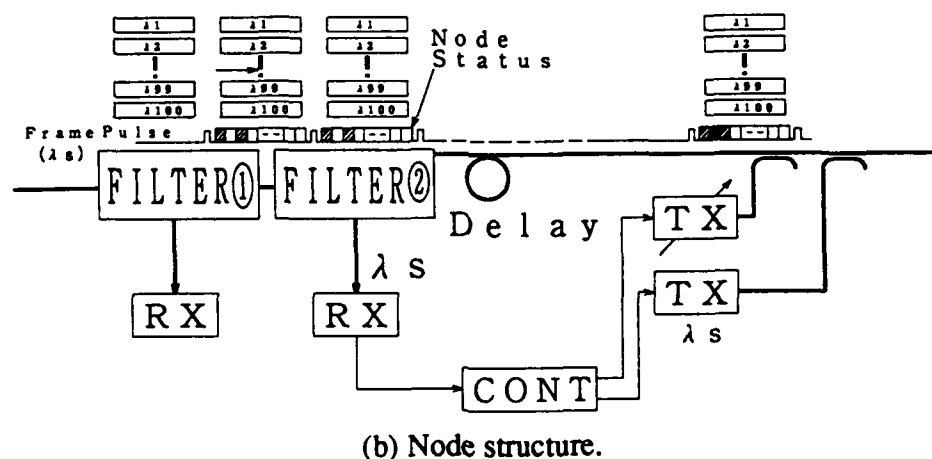 λ1 λ1 λ1 λ1
λ2 λ2 λ2 λ2
λ99 λ99 λ99 λ99
λ100 λ100 λ100 λ100
Node
Status
Frame Pulse
(λs)
FILTER①
FILTER②
Delay
λs
RX
RX
TX
TX
λs
CONT
(b) Node structure.